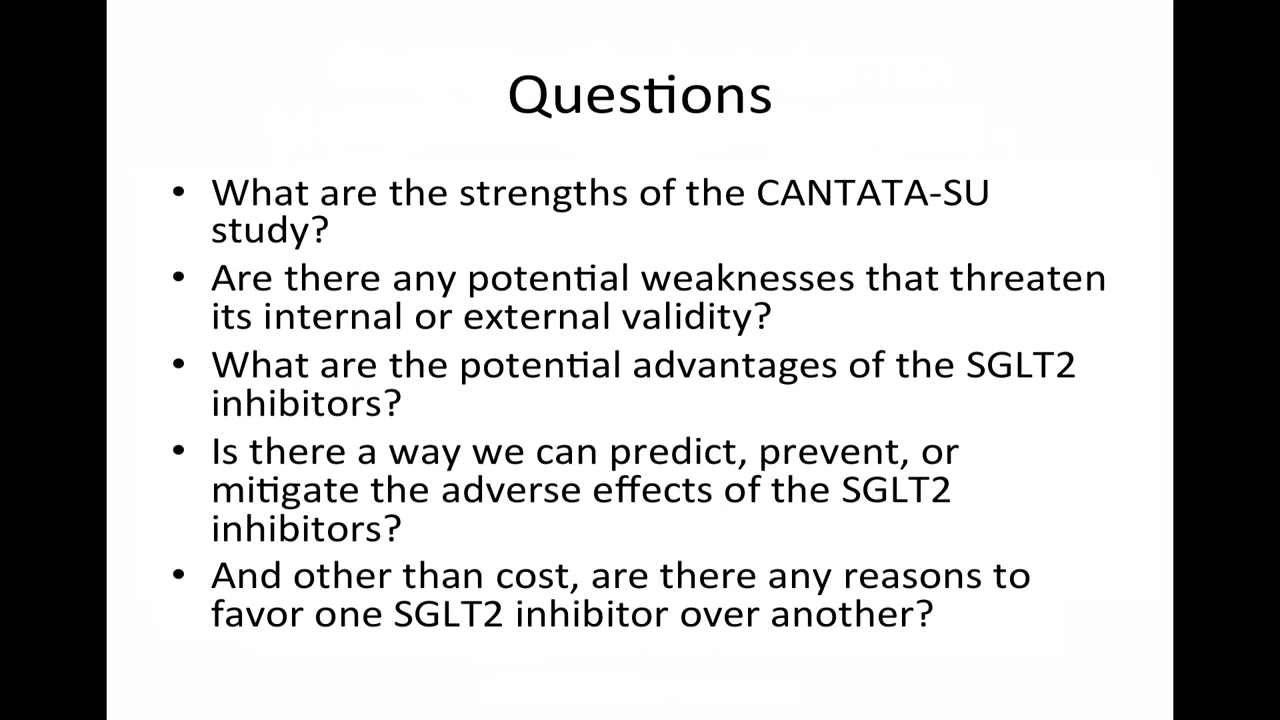 Questions
• What are the strengths of the CANTATA-SU
study?
• Are there any potential weaknesses that threaten
its internal or external validity?
• What are the potential advantages of the SGLT2
inhibitors?
• Is there a way we can predict, prevent, or
mitigate the adverse effects of the SGLT2
inhibitors?
• And other than cost, are there any reasons to
favor one SGLT2 inhibitor over another?